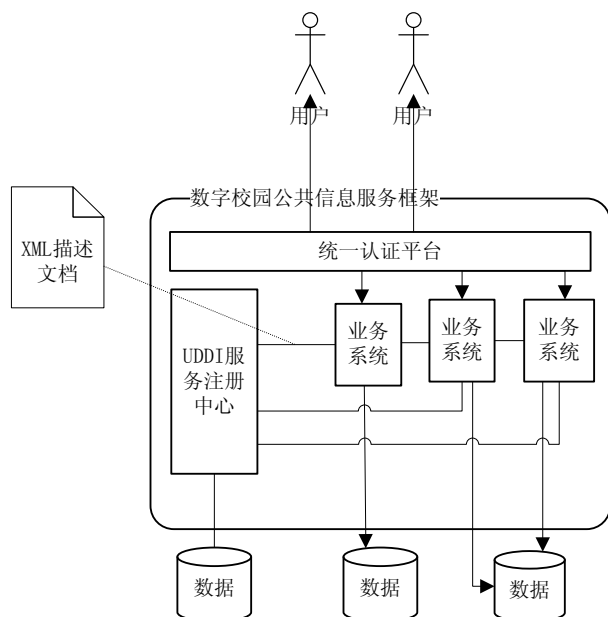 用户
用户
数字校园公共信息服务框架
XML描述
文档
统一认证平台
UDDI服
务注册
中心
业务
系统
业务
系统
业务
系统
数据
数据
数据